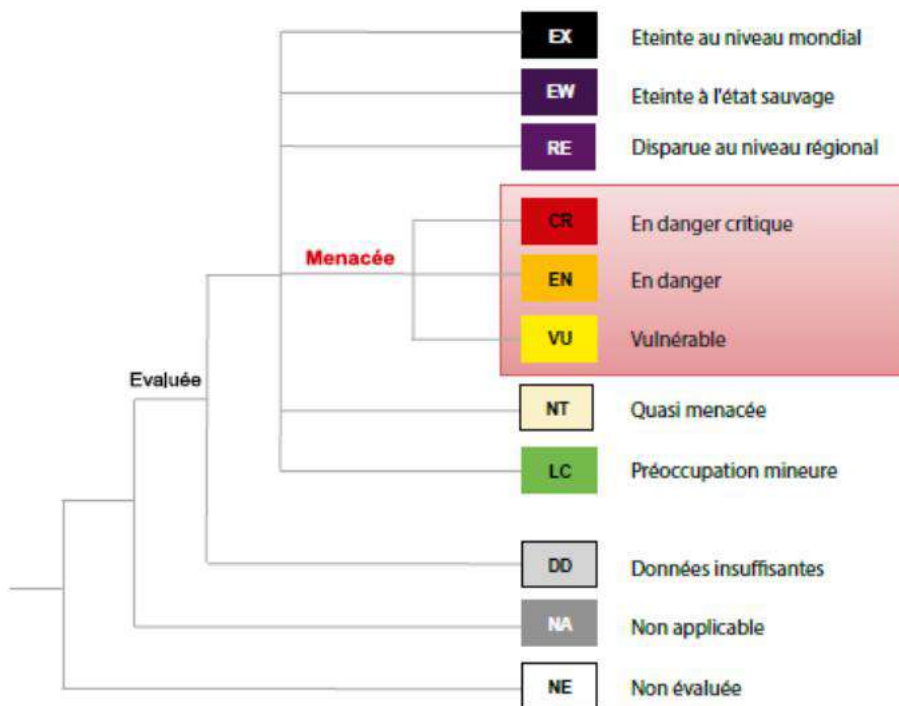 EX Eteinte au niveau mondial
EW Eteinte à l'état sauvage
RE Disparue au niveau régional
CR En danger critique
Menacée
EN En danger
VU Vulnérable
Evaluée
NT Quasi menacée
LC Préoccupation mineure
DD Données insuffisantes
NA Non applicable
NE Non évaluée